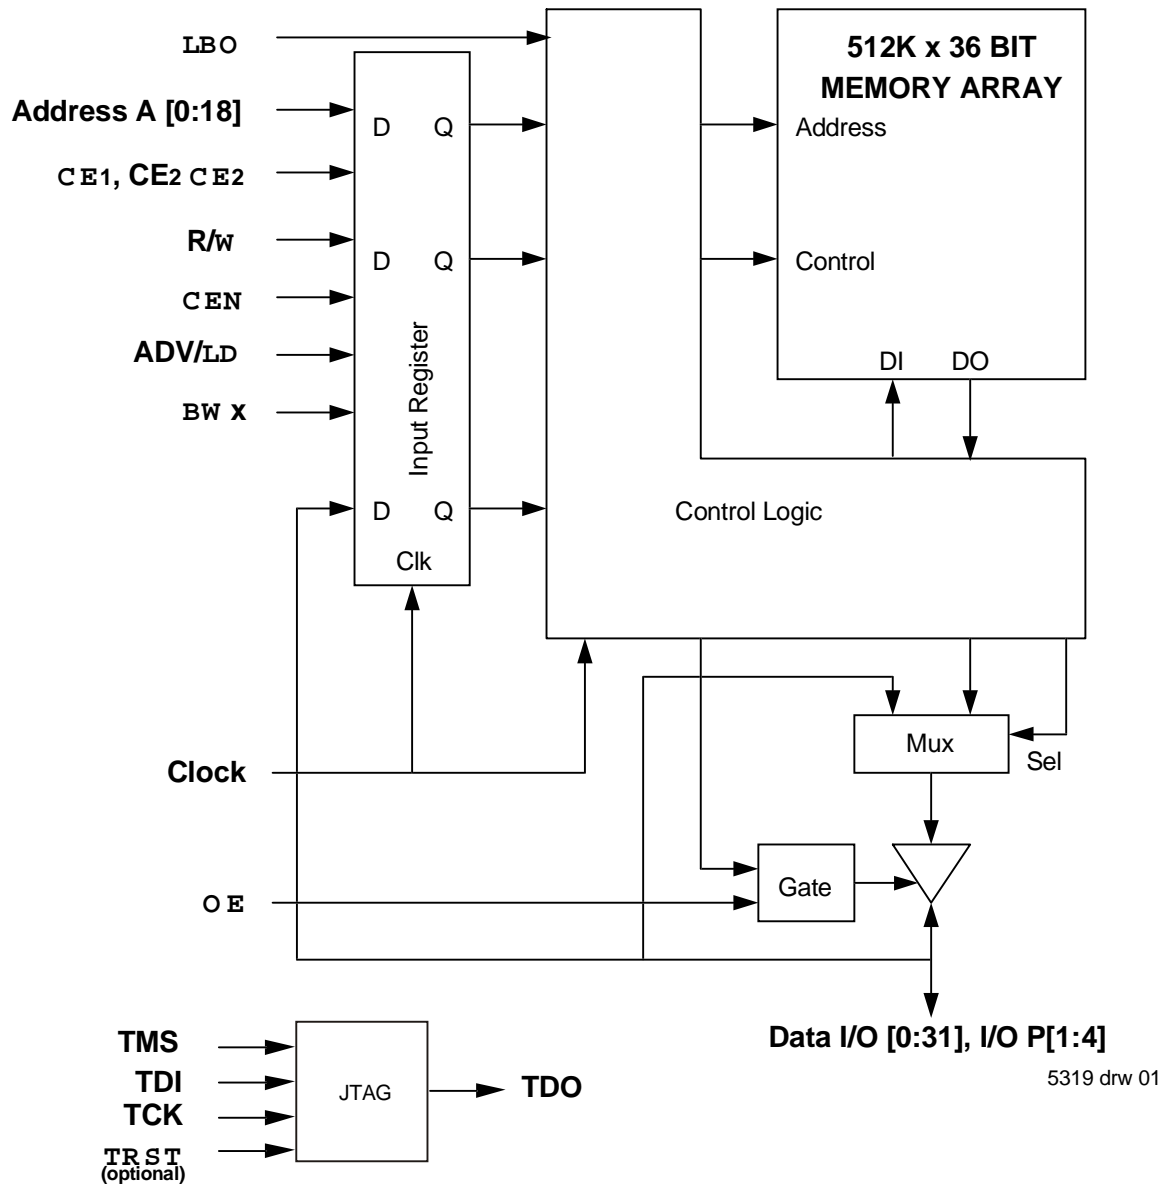 LBO
512K x 36 BIT
MEMORY ARRAY
Address A [0:18]
D Q
Address
CE1, CE2 CE2
R/W
D Q
Control
CEN
Input Register
ADV/LD
DI DO
BW x
D Q
Control Logic
Clk
Mux
Sel
Clock
Gate
OE
Data I/O [0:31], I/O P[1:4]
5319 drw 01
TMS
TDI
JTAG
TDO
TCK
TRST
(optional)